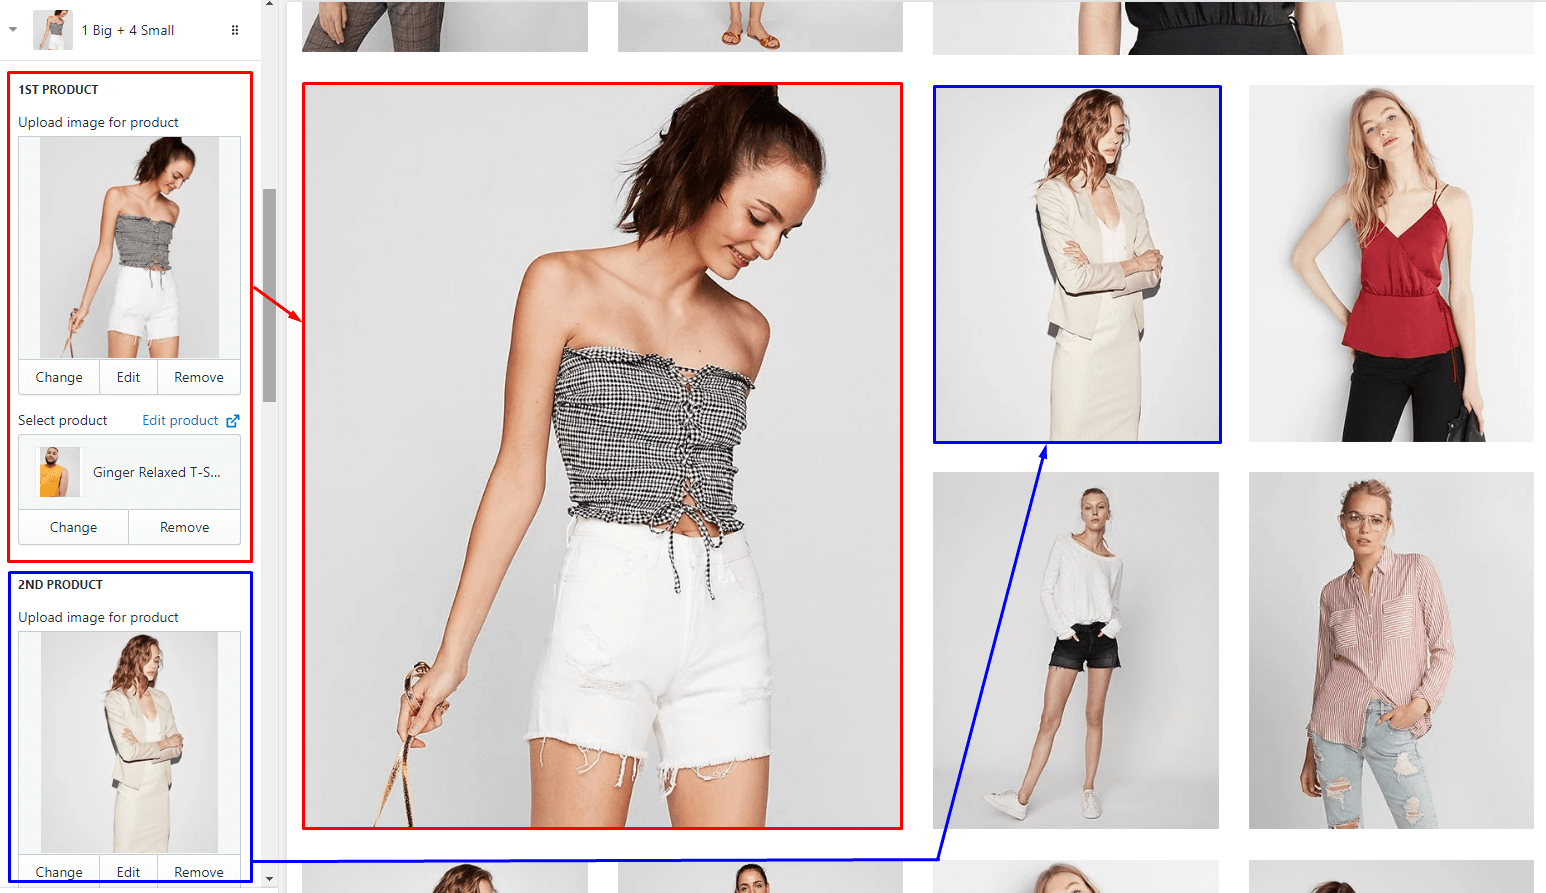 1 Big + 4 Small
1ST PRODUCT
Upload image for product
Change Edit Remove
Select product Edit product
Ginger Relaxed T-S...
Change Remove
2ND PRODUCT
Upload image for product
Change Edit Remove